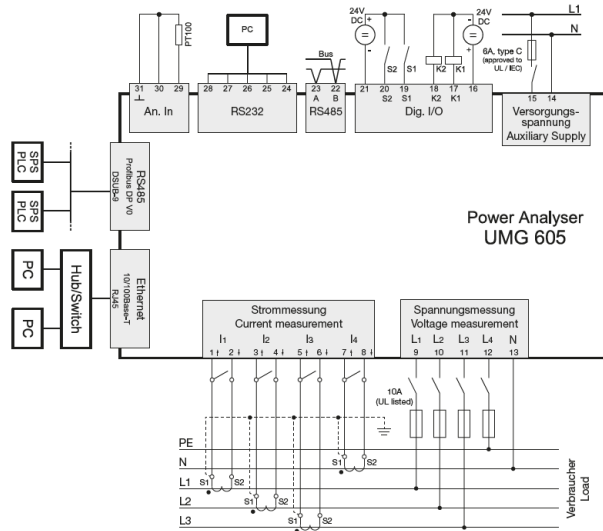 24V
DC
+
-
24V
DC
-
+
L1
N
PC
PT100
Bus
S2
S1
K2
K1
6A, type C
(approved to
UL / IEC)
31
30
29
28
27
26
25
24
23
22
21
20
19
18
17
16
15
14
A
B
S2
S1
K2
K1
An. In
RS232
RS485
Dig. I/O
Versorgungs-
spannung
Auxiliary Supply
SPS
PLC
SPS
PLC
RS485
Profibus DP V0
DSUB-9
Power Analyser
UMG 605
PC
PC
Hub/Switch
Ethernet
10/100Base-T
RJ45
Strommessung
Current measurement
I1
I2
I3
I4
1
2
3
4
5
6
7
8
Spannungsmessung
Voltage measurement
L1
L2
L3
L4
N
9
10
11
12
13
10A
(UL listed)
PE
N
S1
S2
L1
S1
S2
L2
S1
S2
L3
S1
S2
Verbraucher
Load